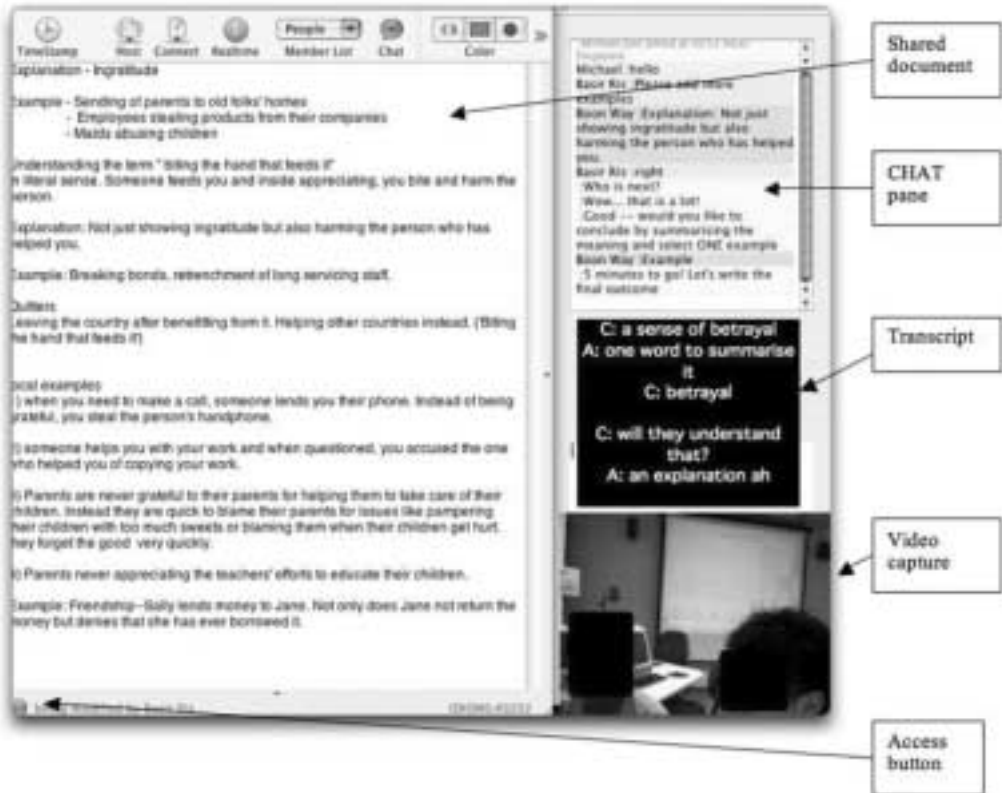 TimeStamp Host Connect Realtime People Member List Chat Color »
Explanation - Ingratitude
Example - Sending of parents to old folks' homes
- Employees stealing products from their companies
- Maids abusing children
Understanding the term " biting the hand that feeds it"
n literal sense. Someone feeds you and inside appreciating, you bite and harm the
person.
Explanation: Not just showing ingratitude but also harming the person who has
helped you.
Example: Breaking bonds, retrenchment of long servicing staff.
Quitters
Leaving the country after benefitting from it. Helping other countries instead. ('Biting
the hand that feeds it')
ocal examples
) when you need to make a call, someone lends you their phone. Indead of being
grateful, you steal the person's handphone.
) someone helps you with your work and when questioned, you accused the one
who helped you of copying your work.
) Parents are never grateful to their parents for helping them to take care of their
children. Instead they are quick to blame their parents for issues like pampering
their children with too much sweets or blaming them when their children get hurt.
They forget the good very quickly.
) Parents never appreciating the teachers' efforts to educate their children.
Example: Friendship--Sally lends money to Jane. Not only does Jane not return the
money but denies that she has ever borrowed it.
Michael: hello
Basir Ris :Please add more
examples
Boon Way :Explanation: Not just
showing ingratitude but also
harming the person who has helped
you.
Basir Ris :right
Who is next?
Wow... that is a lot!
Good -- would you like to
conclude by summarising the
meaning and select ONE example
Boon Way :Example
5 minutes to go! Let's write the
final outcome
C: a sense of betrayal
A: one word to summarise
it
C: betrayal
C: will they understand
that?
A: an explanation ah
Shared
document
CHAT
pane
Transcript
Video
capture
Access
button